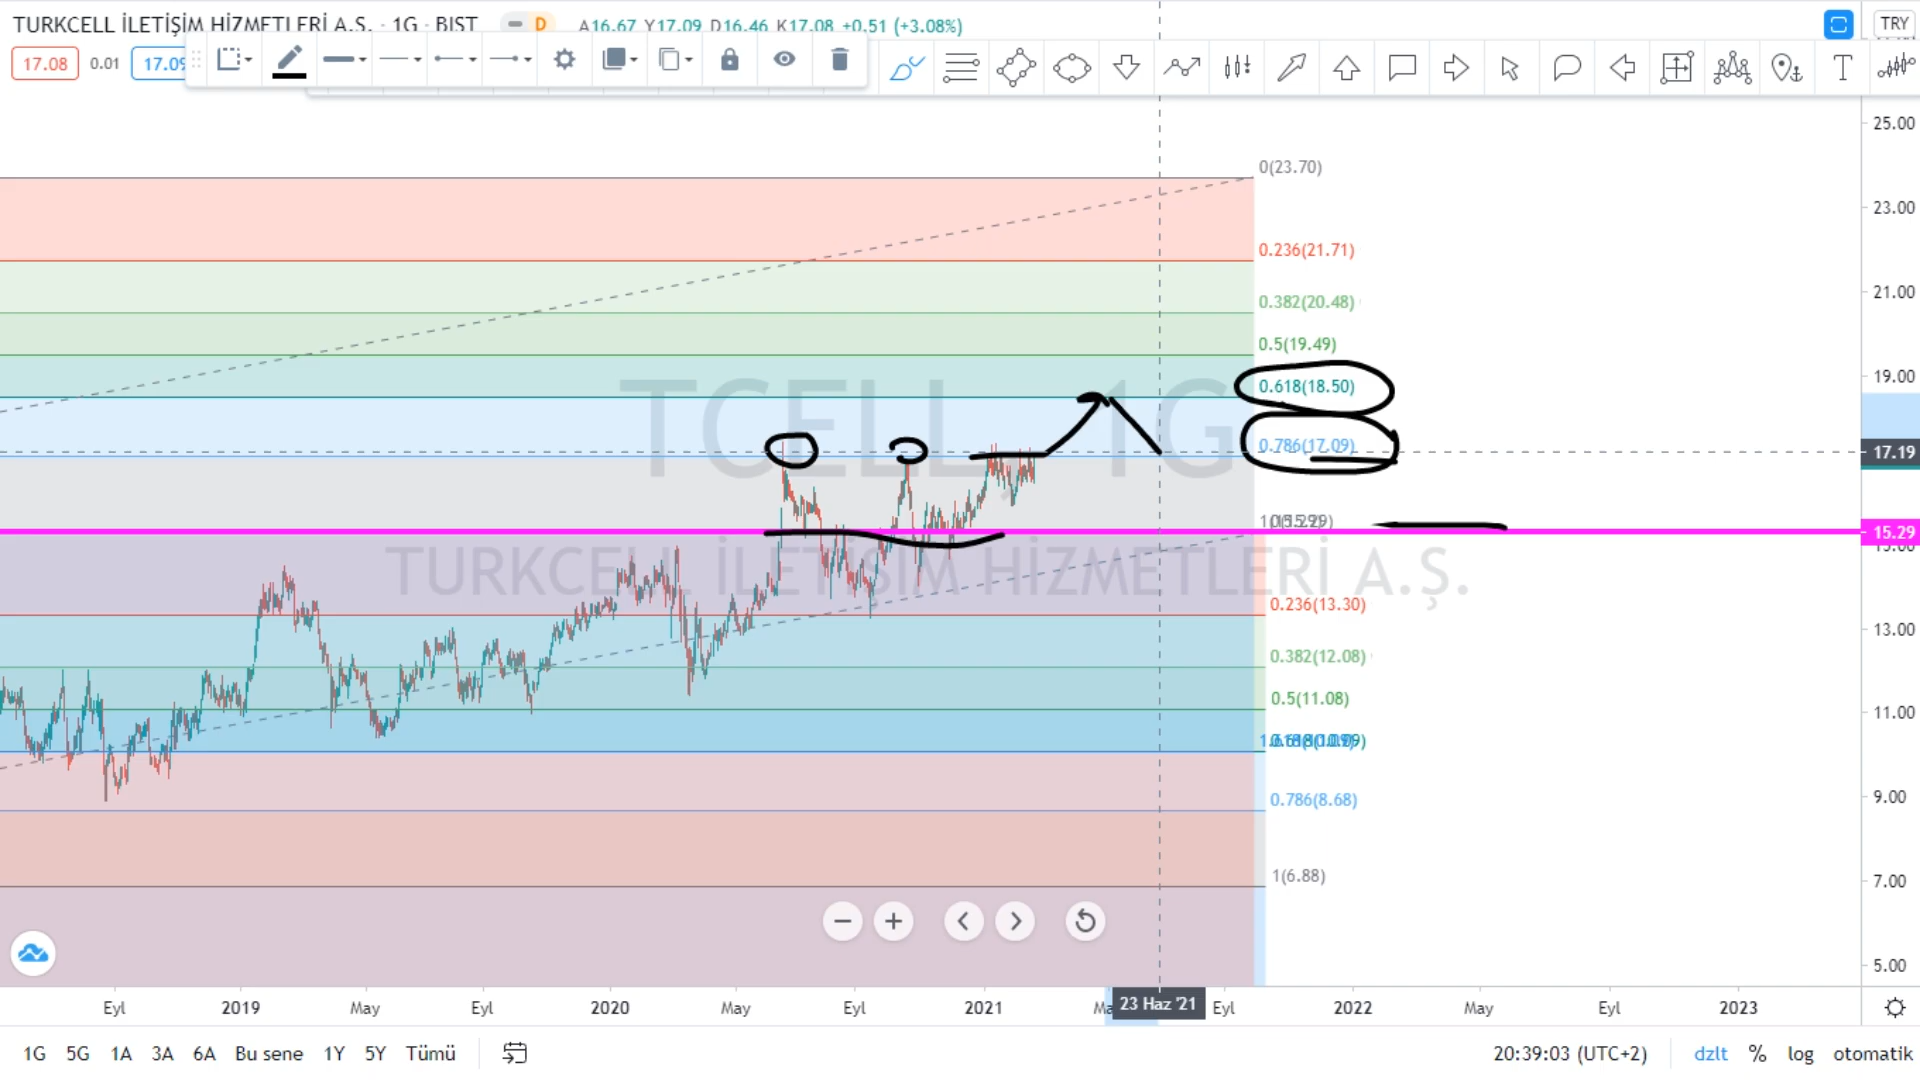 TURKCELL İLETİŞİM HİZMETLERİ A.Ş. · 1G · BIST
D
A16.67 Y17.09 D16.46 K17.08 +0.51 (+3.08%)
TRY
17.08
0.01
17.09
T
25.00
23.00
21.00
19.00
17.19
15.29
15.00
13.00
11.00
9.00
7.00
5.00
0(23.70)
0.236(21.71)
0.382(20.48)
0.5(19.49)
0.618(18.50)
0.786(17.09)
TCELL, 1G
TURKCELL İLETİŞİM HİZMETLERİ A.Ş.
0.236(13.30)
0.382(12.08)
0.5(11.08)
0.786(8.68)
1(6.88)
Eyl
2019
May
Eyl
2020
May
Eyl
2021
23 Haz '21
Eyl
2022
May
Eyl
2023
1G 5G 1A 3A 6A Bu sene 1Y 5Y Tümü
20:39:03 (UTC+2)
dzlt % log otomatik